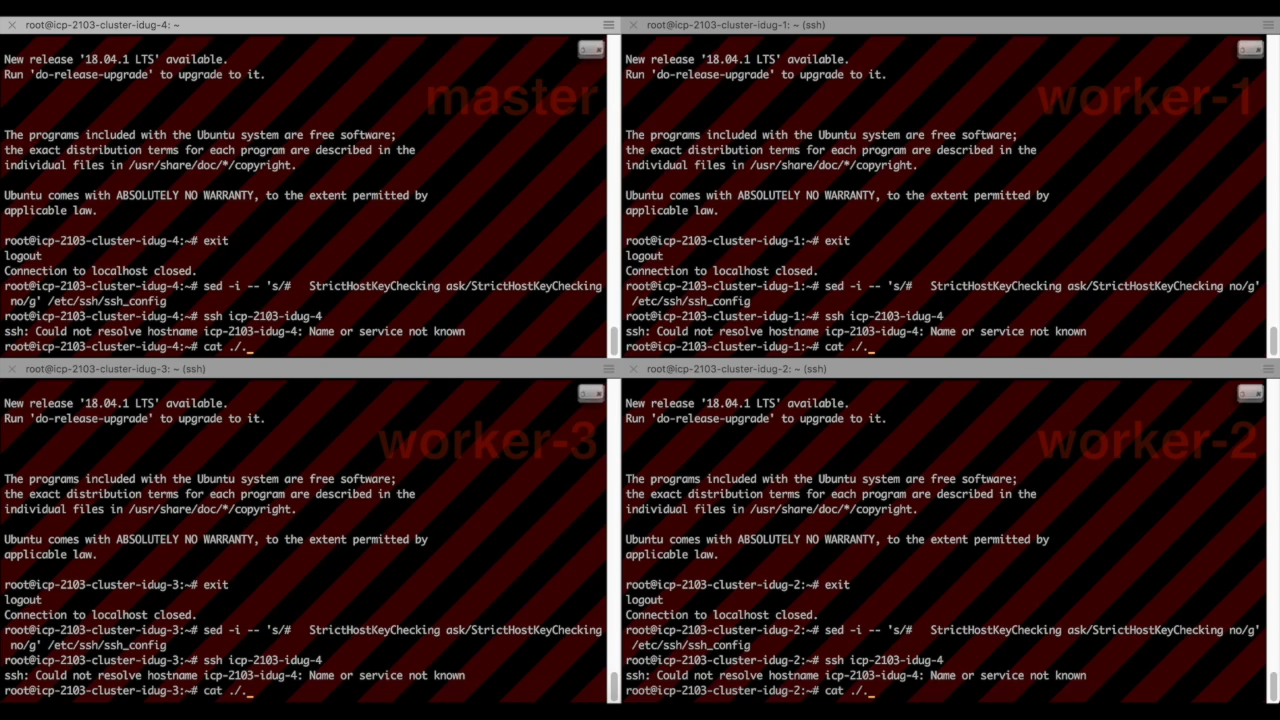 root@icp-2103-cluster-idug-4: ~
New release '18.04.1 LTS' available.
Run 'do-release-upgrade' to upgrade to it.
master
The programs included with the Ubuntu system are free software;
the exact distribution terms for each program are described in the
individual files in /usr/share/doc/*/copyright.
Ubuntu comes with ABSOLUTELY NO WARRANTY, to the extent permitted by
applicable law.
root@icp-2103-cluster-idug-4:~# exit
logout
Connection to localhost closed.
root@icp-2103-cluster-idug-4:~# sed -i -- 's/#   StrictHostKeyChecking ask/StrictHostKeyChecking
no/g' /etc/ssh/ssh_config
root@icp-2103-cluster-idug-4:~# ssh icp-2103-idug-4
ssh: Could not resolve hostname icp-2103-idug-4: Name or service not known
root@icp-2103-cluster-idug-4:~# cat ./._
root@icp-2103-cluster-idug-1: ~ (ssh)
New release '18.04.1 LTS' available.
Run 'do-release-upgrade' to upgrade to it.
worker-1
The programs included with the Ubuntu system are free software;
the exact distribution terms for each program are described in the
individual files in /usr/share/doc/*/copyright.
Ubuntu comes with ABSOLUTELY NO WARRANTY, to the extent permitted by
applicable law.
root@icp-2103-cluster-idug-1:~# exit
logout
Connection to localhost closed.
root@icp-2103-cluster-idug-1:~# sed -i -- 's/#   StrictHostKeyChecking ask/StrictHostKeyChecking no/g'
/etc/ssh/ssh_config
root@icp-2103-cluster-idug-1:~# ssh icp-2103-idug-4
ssh: Could not resolve hostname icp-2103-idug-4: Name or service not known
root@icp-2103-cluster-idug-1:~# cat ./._
root@icp-2103-cluster-idug-3: ~ (ssh)
New release '18.04.1 LTS' available.
Run 'do-release-upgrade' to upgrade to it.
worker-3
The programs included with the Ubuntu system are free software;
the exact distribution terms for each program are described in the
individual files in /usr/share/doc/*/copyright.
Ubuntu comes with ABSOLUTELY NO WARRANTY, to the extent permitted by
applicable law.
root@icp-2103-cluster-idug-3:~# exit
logout
Connection to localhost closed.
root@icp-2103-cluster-idug-3:~# sed -i -- 's/#   StrictHostKeyChecking ask/StrictHostKeyChecking
no/g' /etc/ssh/ssh_config
root@icp-2103-cluster-idug-3:~# ssh icp-2103-idug-4
ssh: Could not resolve hostname icp-2103-idug-4: Name or service not known
root@icp-2103-cluster-idug-3:~# cat ./._
root@icp-2103-cluster-idug-2: ~ (ssh)
New release '18.04.1 LTS' available.
Run 'do-release-upgrade' to upgrade to it.
worker-2
The programs included with the Ubuntu system are free software;
the exact distribution terms for each program are described in the
individual files in /usr/share/doc/*/copyright.
Ubuntu comes with ABSOLUTELY NO WARRANTY, to the extent permitted by
applicable law.
root@icp-2103-cluster-idug-2:~# exit
logout
Connection to localhost closed.
root@icp-2103-cluster-idug-2:~# sed -i -- 's/#   StrictHostKeyChecking ask/StrictHostKeyChecking no/g'
/etc/ssh/ssh_config
root@icp-2103-cluster-idug-2:~# ssh icp-2103-idug-4
ssh: Could not resolve hostname icp-2103-idug-4: Name or service not known
root@icp-2103-cluster-idug-2:~# cat ./._